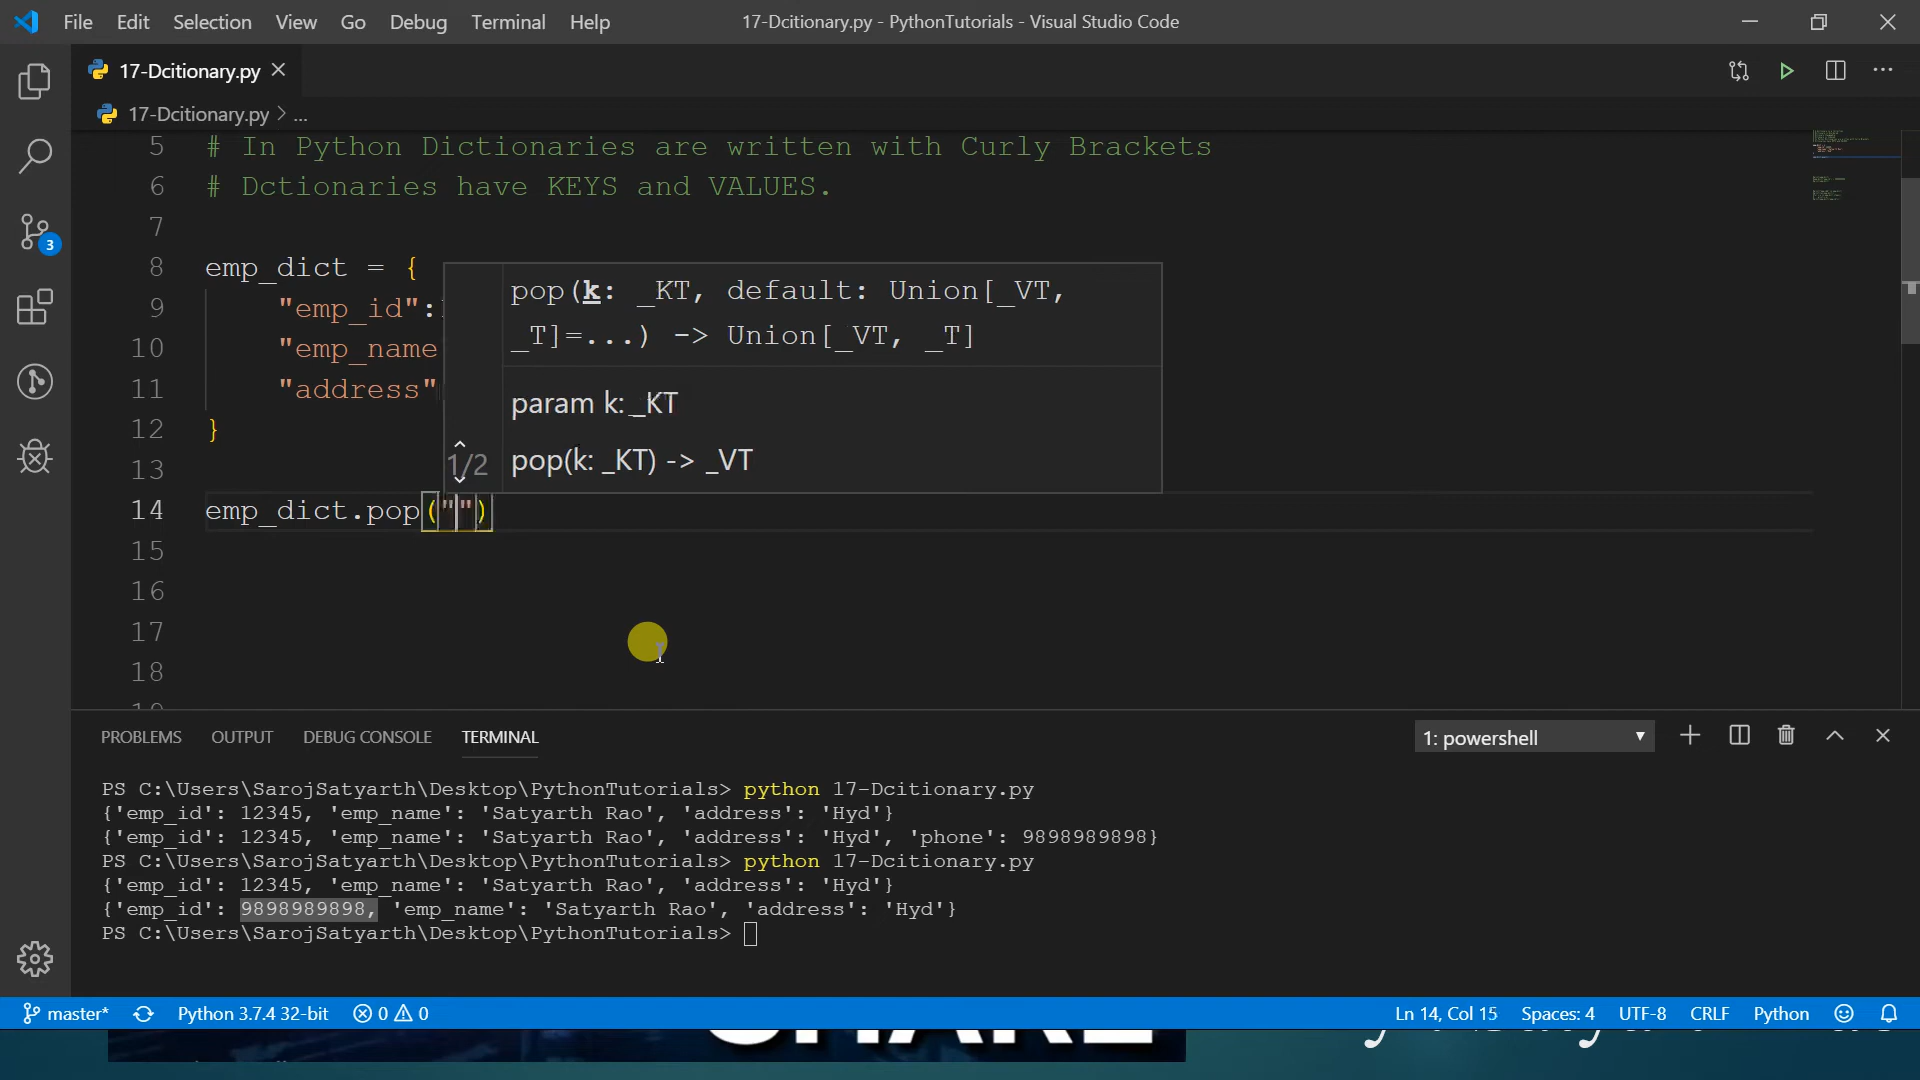 File Edit Selection View Go Debug Terminal Help 17-Dcitionary.py - PythonTutorials - Visual Studio Code
17-Dcitionary.py
17-Dcitionary.py > ...
5 # In Python Dictionaries are written with Curly Brackets
6 # Dctionaries have KEYS and VALUES.
7
8 emp_dict = {
9 "emp_id":
10 "emp_name
11 "address"
12 }
13
14 emp_dict.pop("")
15
16
17
18
pop(k: _KT, default: Union[_VT,
_T]=...) -> Union[_VT, _T]
param k: _KT
1/2 pop(k: _KT) -> _VT
3
PROBLEMS OUTPUT DEBUG CONSOLE TERMINAL 1: powershell
PS C:\Users\SarojSatyarth\Desktop\PythonTutorials> python 17-Dcitionary.py
{'emp_id': 12345, 'emp_name': 'Satyarth Rao', 'address': 'Hyd'}
{'emp_id': 12345, 'emp_name': 'Satyarth Rao', 'address': 'Hyd', 'phone': 9898989898}
PS C:\Users\SarojSatyarth\Desktop\PythonTutorials> python 17-Dcitionary.py
{'emp_id': 12345, 'emp_name': 'Satyarth Rao', 'address': 'Hyd'}
{'emp_id': 9898989898, 'emp_name': 'Satyarth Rao', 'address': 'Hyd'}
PS C:\Users\SarojSatyarth\Desktop\PythonTutorials>
master* Python 3.7.4 32-bit 0 0 Ln 14, Col 15 Spaces: 4 UTF-8 CRLF Python